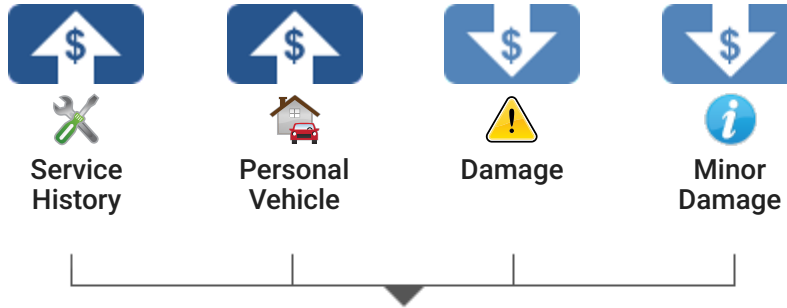 $ $ $ $
Service History
Personal Vehicle
Damage
Minor Damage